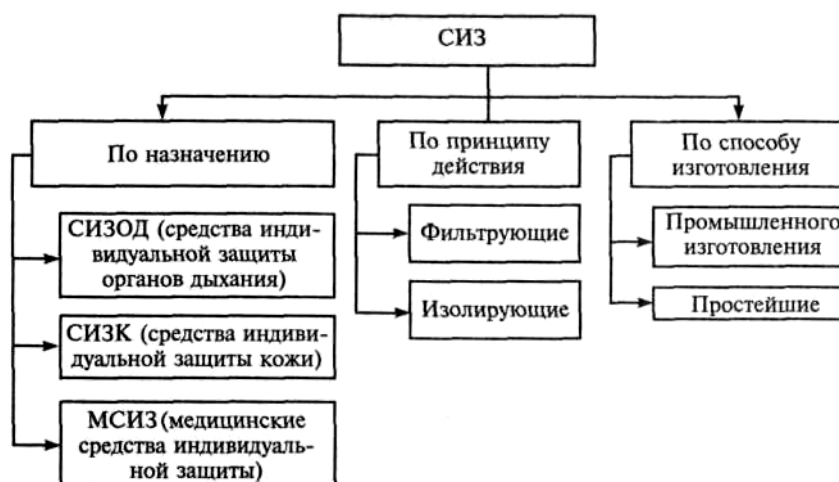 СИЗ
По назначению
СИЗОД (средства инди-
видуальной защиты
органов дыхания)
СИЗК (средства индиви-
дуальной защиты кожи)
МСИЗ (медицинские
средства индивидуаль-
ной защиты)
По принципу
действия
Фильтрующие
Изолирующие
По способу
изготовления
Промышленного
изготовления
Простейшие